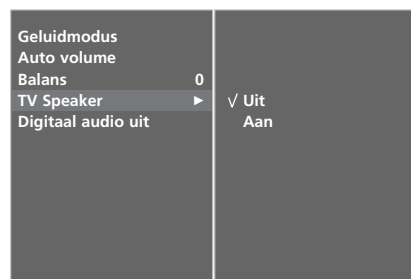 Geluidmodus
Auto volume
Balans 0
TV Speaker ►
Digitaal audio uit
√ Uit
Aan